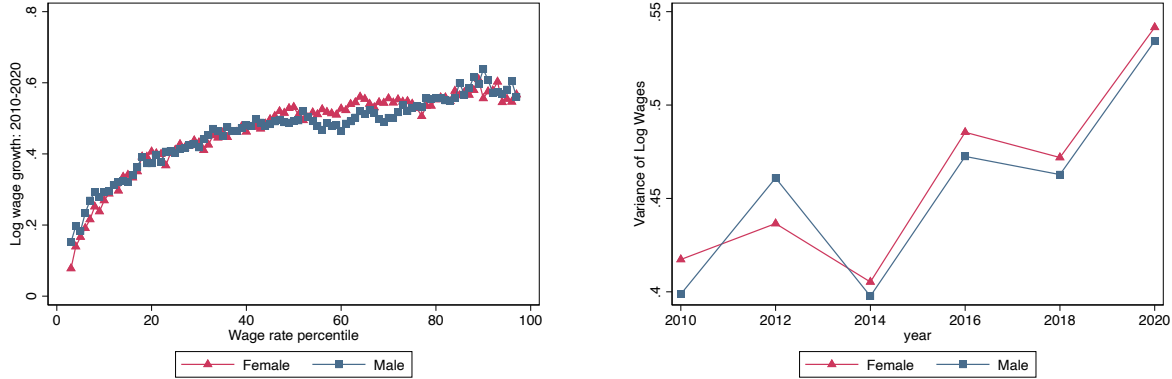 Log wage growth: 2010-2020
.8
.6
.4
.2
0
0 20 40 60 80 100
Wage rate percentile
Female Male
Variance of Log Wages
.55
.5
.45
.4
2010 2012 2014 2016 2018 2020
year
Female Male